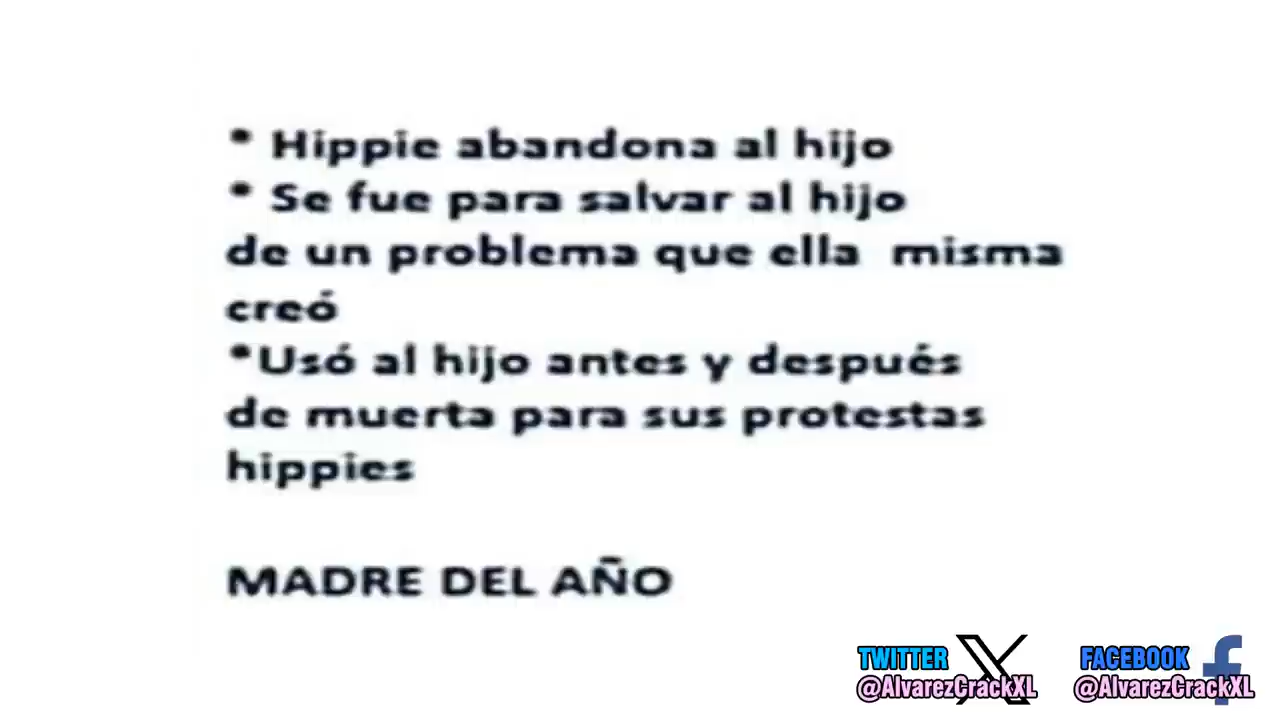 * Hippie abandona al hijo
* Se fue para salvar al hijo
de un problema que ella misma
creó
*Usó al hijo antes y después
de muerta para sus protestas
hippies
MADRE DEL AÑO
TWITTER X FACEBOOK f
@AlvarezCrackXL @AlvarezCrackXL